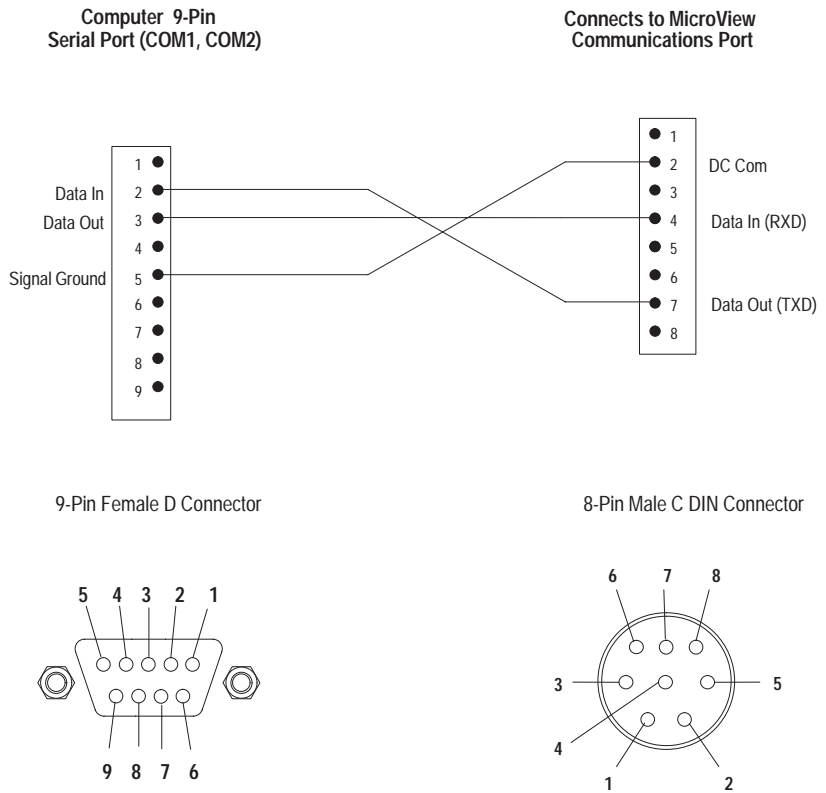 Computer 9-Pin
Serial Port (COM1, COM2)
Connects to MicroView
Communications Port
1
Data In 2
Data Out 3
4
Signal Ground 5
6
7
8
9
1
2 DC Com
3
4 Data In (RXD)
5
6
7 Data Out (TXD)
8
9-Pin Female D Connector
5 4 3 2 1
9 8 7 6
8-Pin Male C DIN Connector
6 7 8
3 5
4
1 2